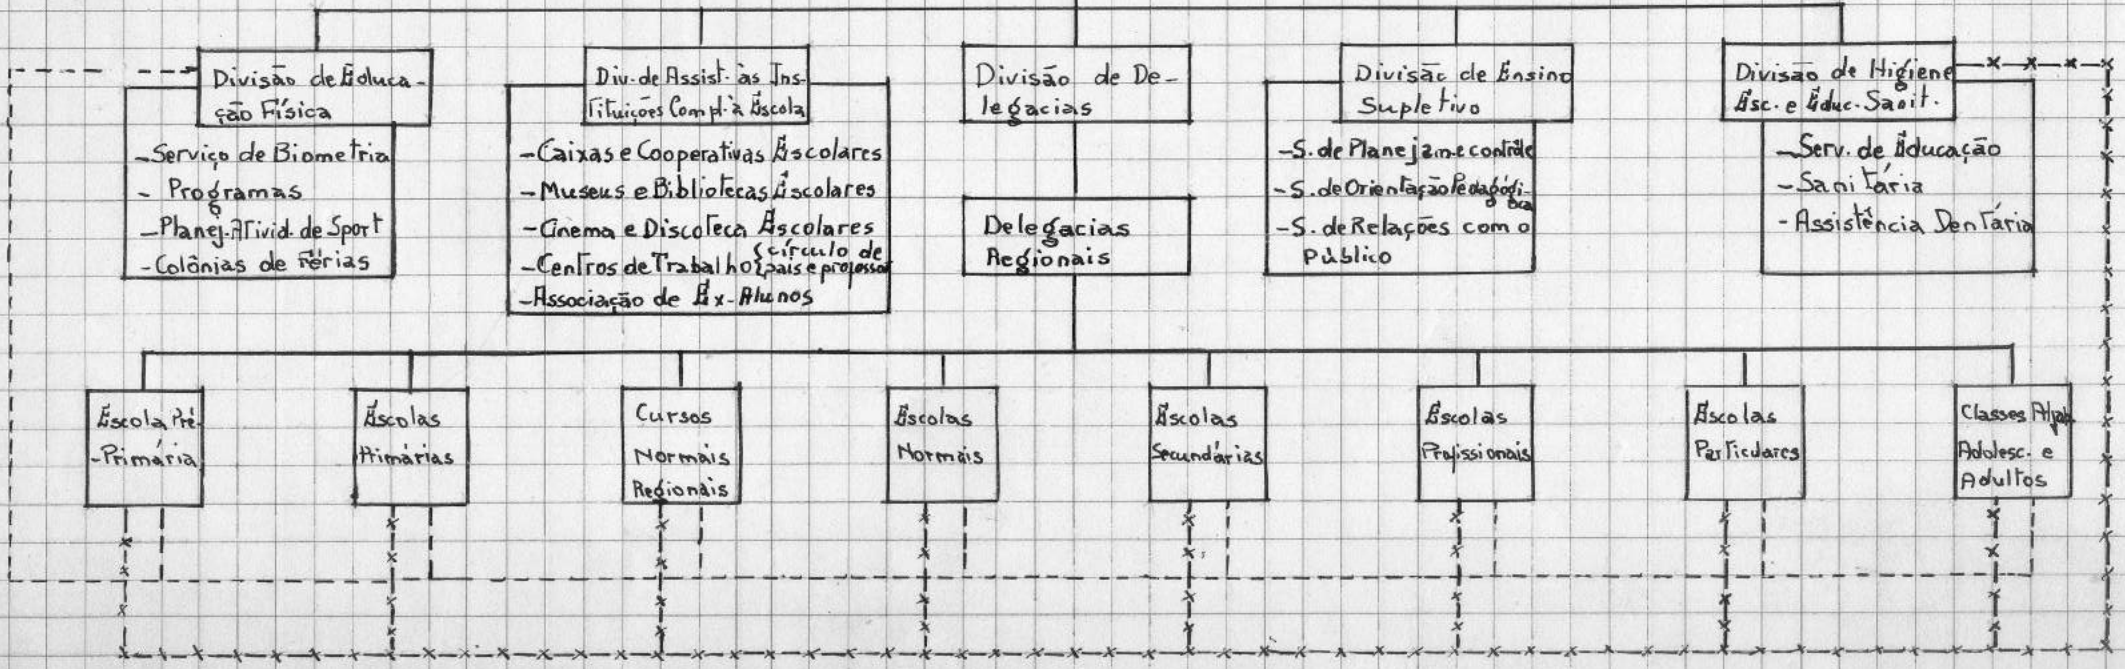 Divisão de Educa-
ção Física
-Serviço de Biometria
- Programas
-Planej. Ativid. de Sport
-Colônias de Férias
Div. de Assist. às Ins-
tituições Compl. à Escola
-Caixas e Cooperativas Escolares
-Museus e Bibliotecas Escolares
-Cinema e Discoteca Escolares
-Centros de Trabalho {círculo de
pais e professor
-Associação de Ex-Alunos
Divisão de De-
legacias
Delegacias
Regionais
Divisão de Ensino
Supletivo
-S. de Planejam. e contrôle
-S. de Orientação Pedagógi-
ca
-S. de Relações com o
Público
Divisão de Higiene
Esc. e Educ. Sanit.
-Serv. de Educação
-Sanitária
-Assistência Dentária
Escola Pré-
-Primária
Escolas
Primárias
Cursos
Normais
Regionais
Escolas
Normais
Escolas
Secundárias
Escolas
Profissionais
Escolas
Particulares
Classes Alfab.
Adolesc. e
Adultos